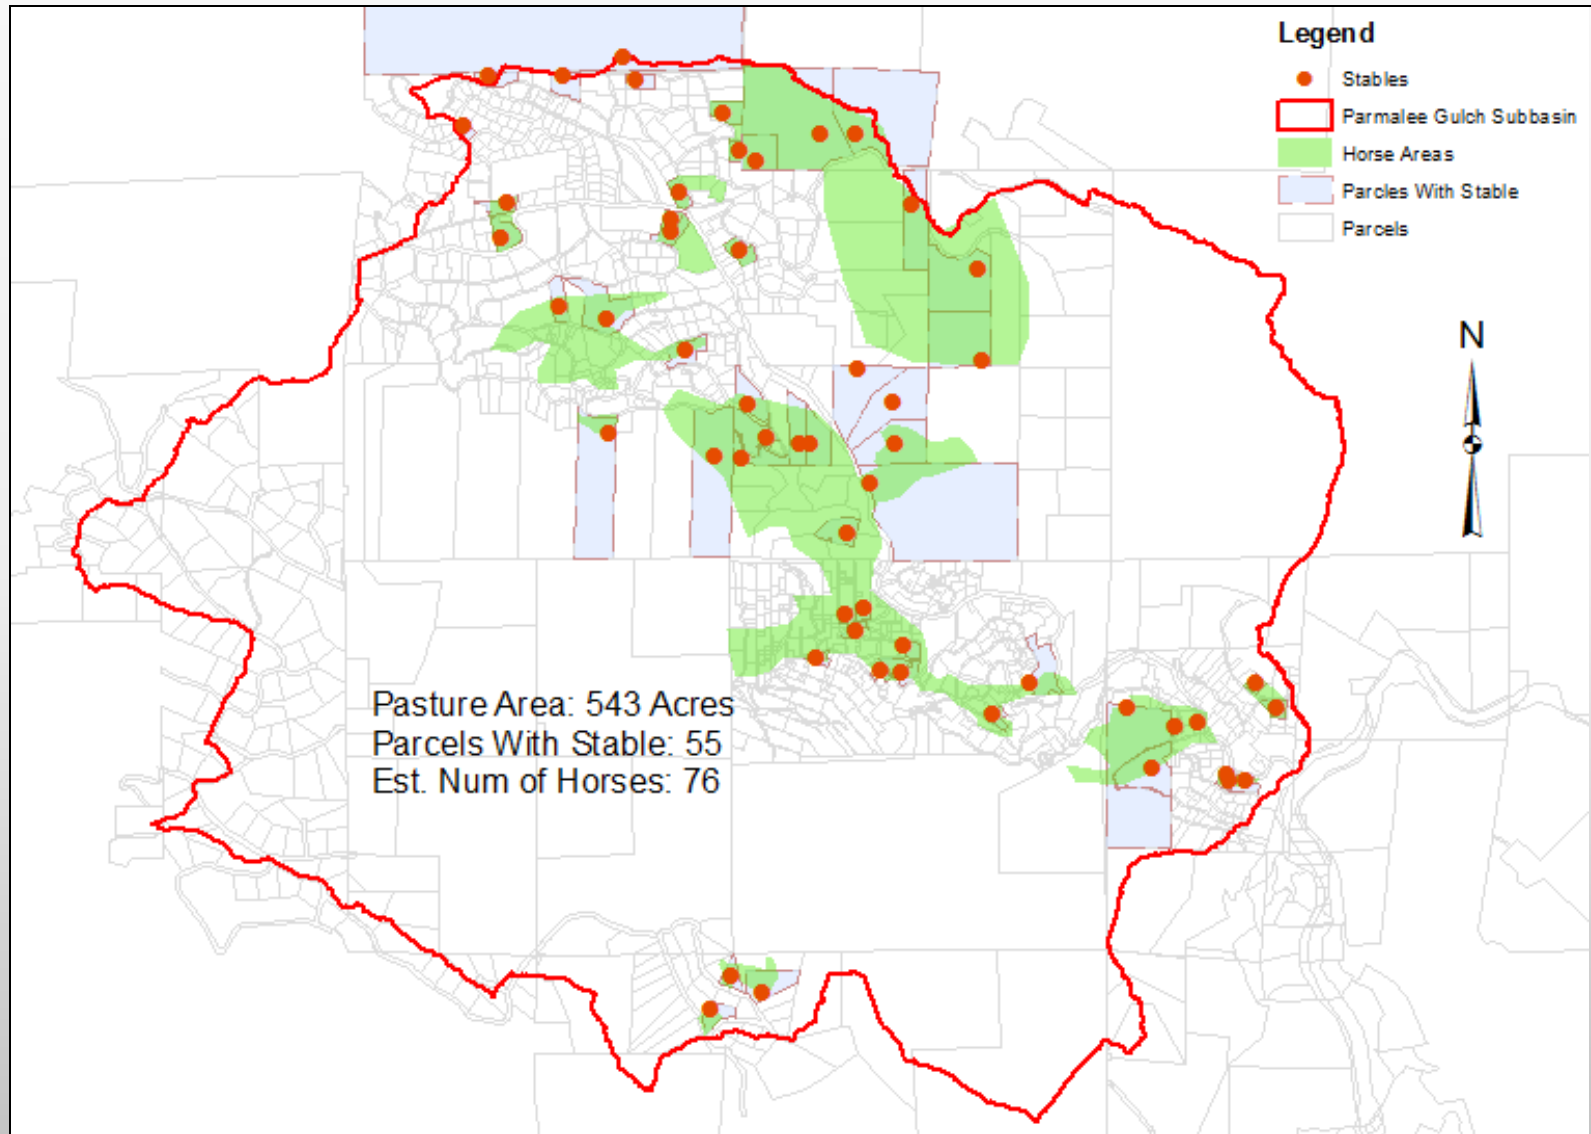 Legend
Stables
Parmalee Gulch Subbasin
Horse Areas
Parcles With Stable
Parcels
N
Pasture Area: 543 Acres
Parcels With Stable: 55
Est. Num of Horses: 76